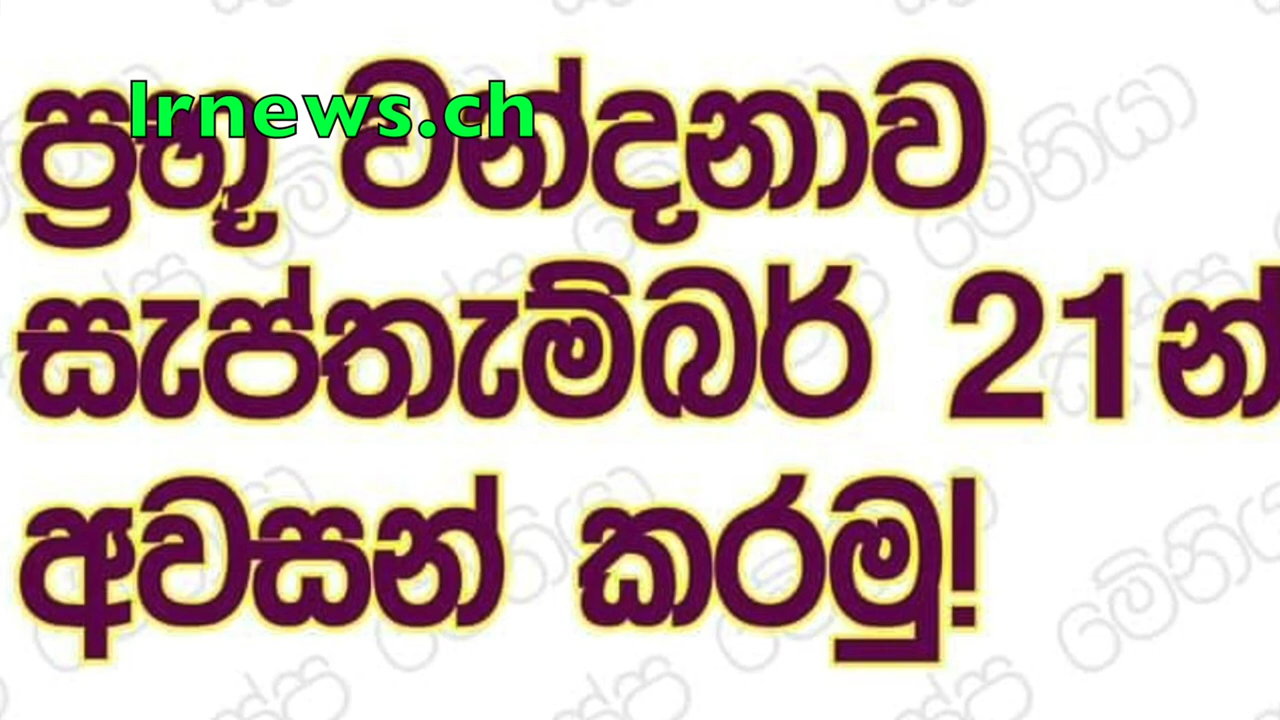 lrnews.ch
ප්‍රභූ වන්දනාව
සැප්තැම්බර් 21න්
අවසන් කරමු!